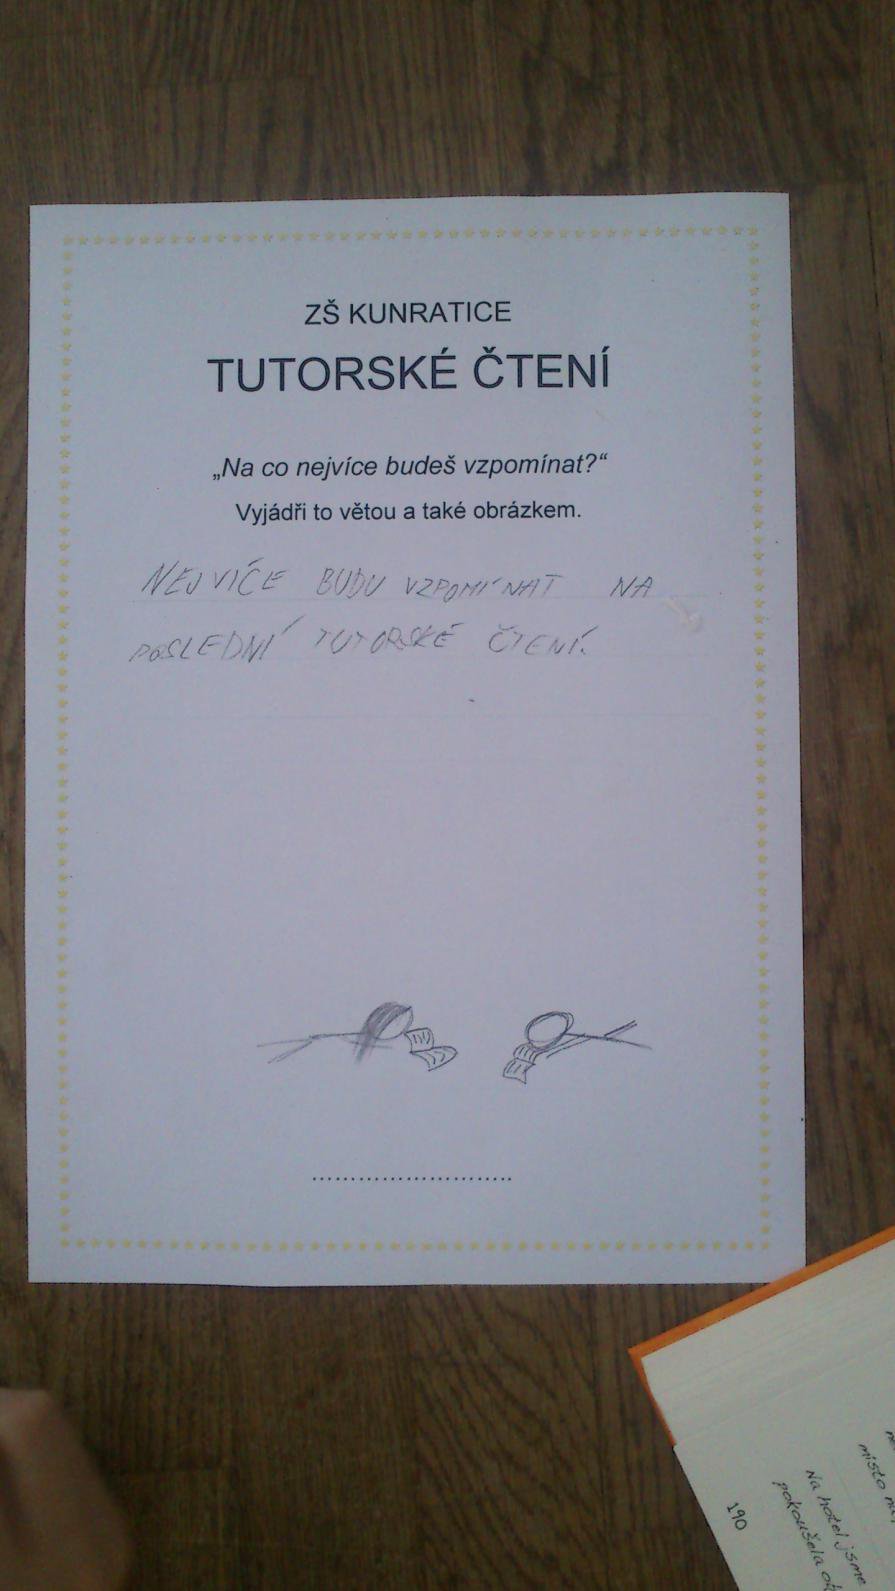 ZŠ KUNRATICE
TUTORSKÉ ČTENÍ
„Na co nejvíce budeš vzpomínat?“
Vyjádři to větou a také obrázkem.
NEJVÍCE BUDU VZPOMÍNAT NA
POSLEDNÍ TUTORSKÉ ČTENÍ.
........................
místo
Na hotel jsme
pokoušela
190